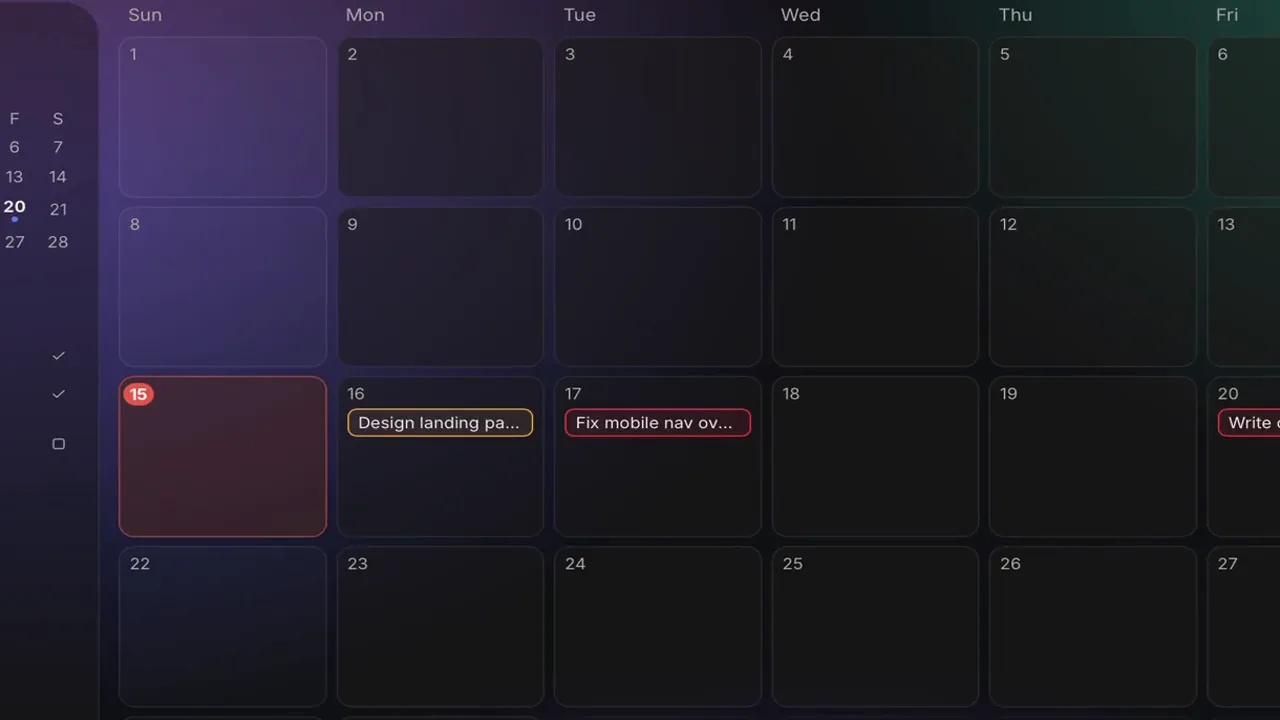 Sun Mon Tue Wed Thu Fri
1 2 3 4 5 6
F S
6 7
13 14
20 21
27 28
8 9 10 11 12 13
15 16 17 18 19 20
Design landing pa... Fix mobile nav ov... Write
22 23 24 25 26 27